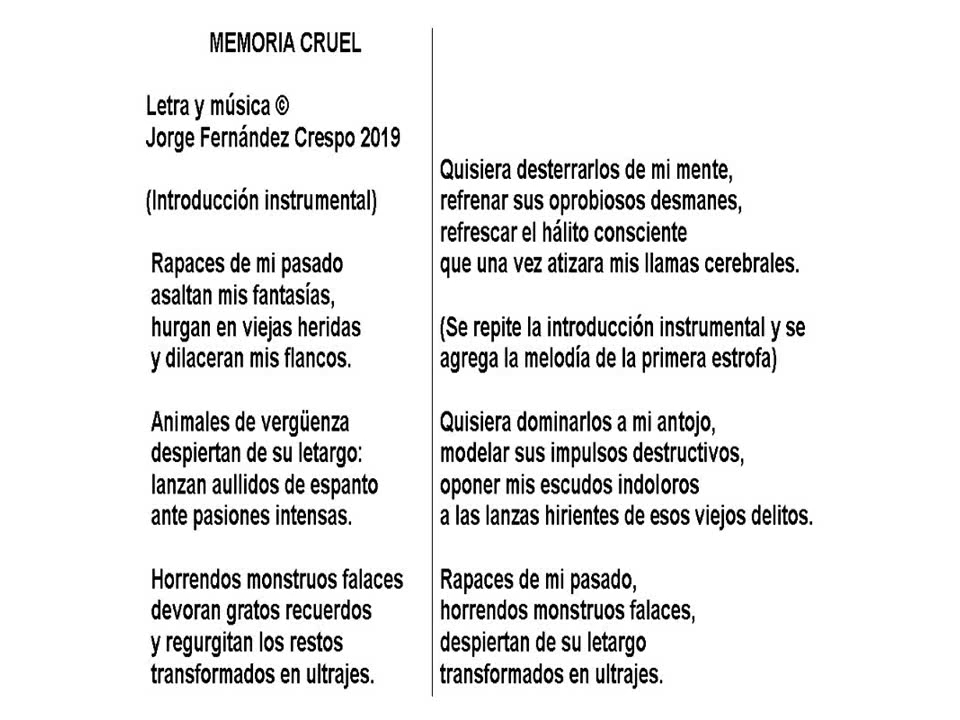 MEMORIA CRUEL
Letra y música ©
Jorge Fernández Crespo 2019
(Introducción instrumental)
Rapaces de mi pasado
asaltan mis fantasías,
hurgan en viejas heridas
y dilaceran mis flancos.
Animales de vergüenza
despiertan de su letargo:
lanzan aullidos de espanto
ante pasiones intensas.
Horrendos monstruos falaces
devoran gratos recuerdos
y regurgitan los restos
transformados en ultrajes.
Quisiera desterrarlos de mi mente,
refrenar sus oprobiosos desmanes,
refrescar el hálito consciente
que una vez atizara mis llamas cerebrales.
(Se repite la introducción instrumental y se
agrega la melodía de la primera estrofa)
Quisiera dominarlos a mi antojo,
modelar sus impulsos destructivos,
oponer mis escudos indoloros
a las lanzas hirientes de esos viejos delitos.
Rapaces de mi pasado,
horrendos monstruos falaces,
despiertan de su letargo
transformados en ultrajes.